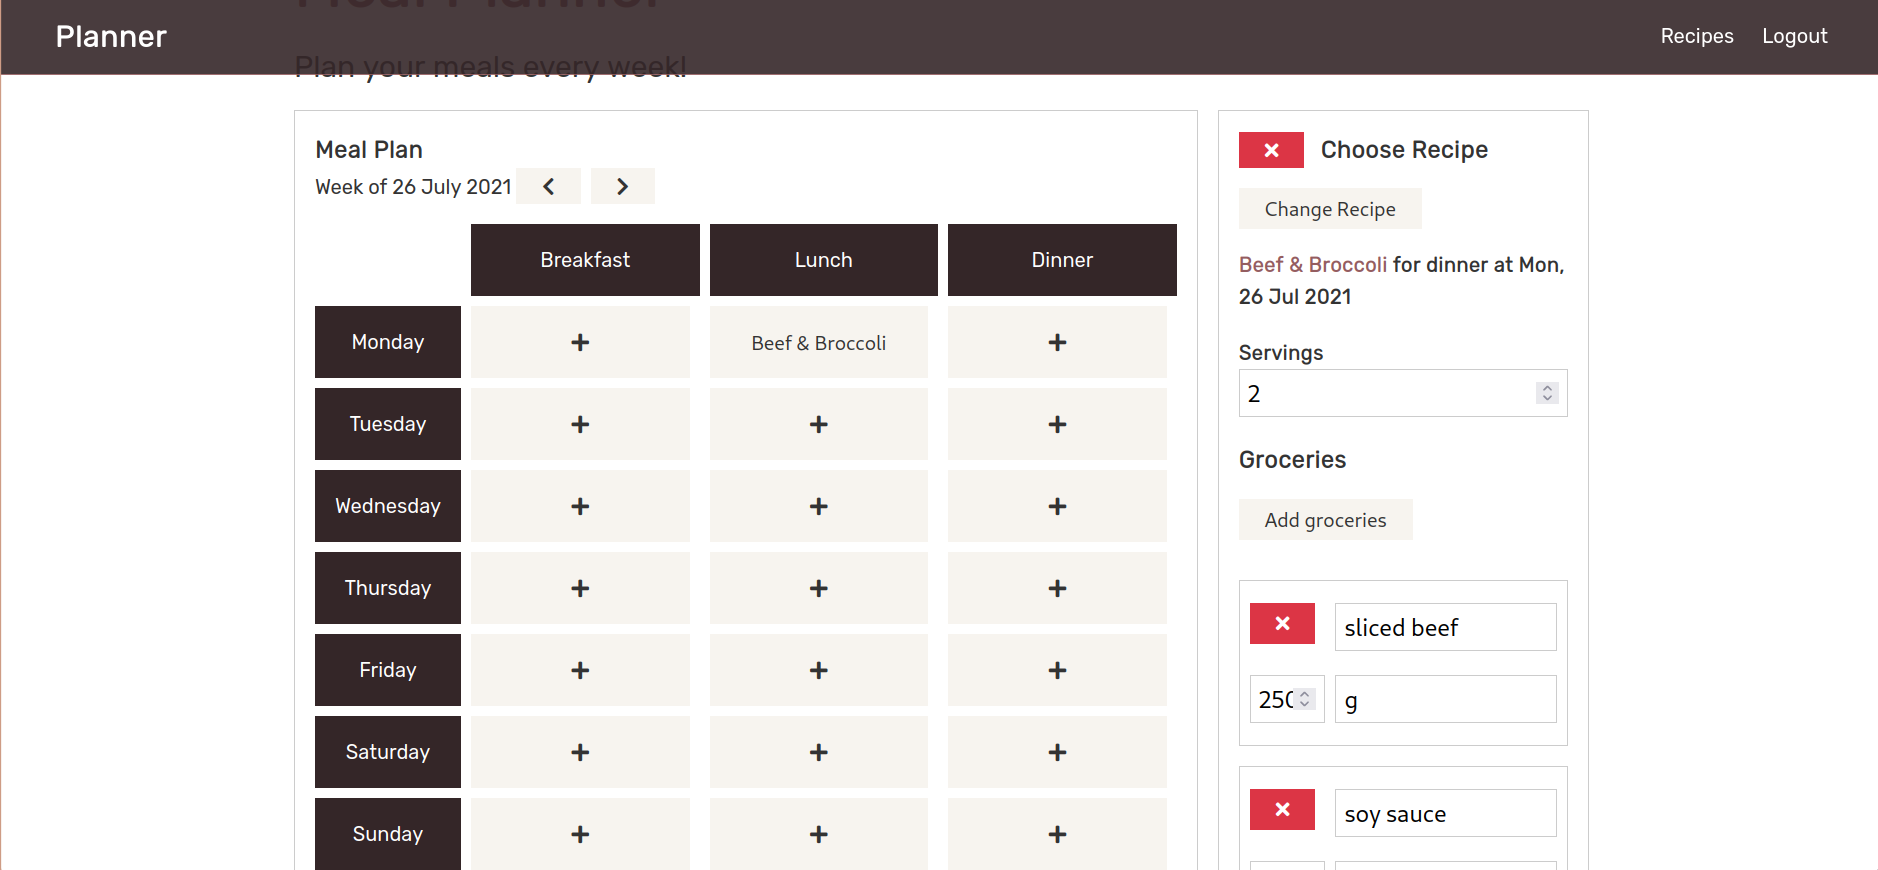 Planner
Recipes Logout
Meal Planner
Plan your meals every week!
Meal Plan
Week of 26 July 2021
Breakfast Lunch Dinner
Monday + Beef & Broccoli +
Tuesday + + +
Wednesday + + +
Thursday + + +
Friday + + +
Saturday + + +
Sunday + + +
Choose Recipe
Change Recipe
Beef & Broccoli for dinner at Mon,
26 Jul 2021
Servings
2
Groceries
Add groceries
sliced beef
250 g
soy sauce